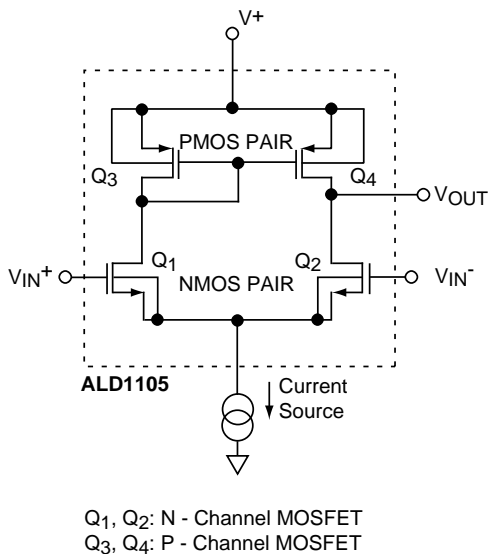 V+
PMOS PAIR
Q3
Q4
VOUT
VIN+
Q1
NMOS PAIR
Q2
VIN-
ALD1105
Current
Source
Q1, Q2: N - Channel MOSFET
Q3, Q4: P - Channel MOSFET